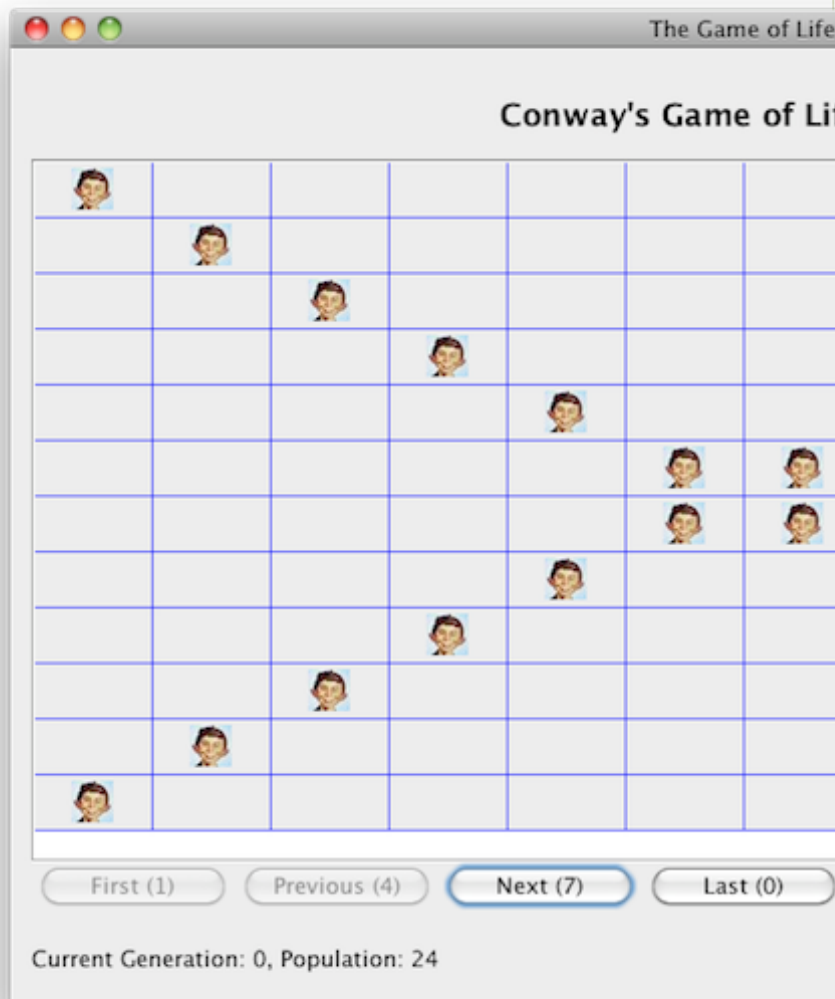 The Game of Life
Conway's Game of Li
First (1) Previous (4) Next (7) Last (0)
Current Generation: 0, Population: 24